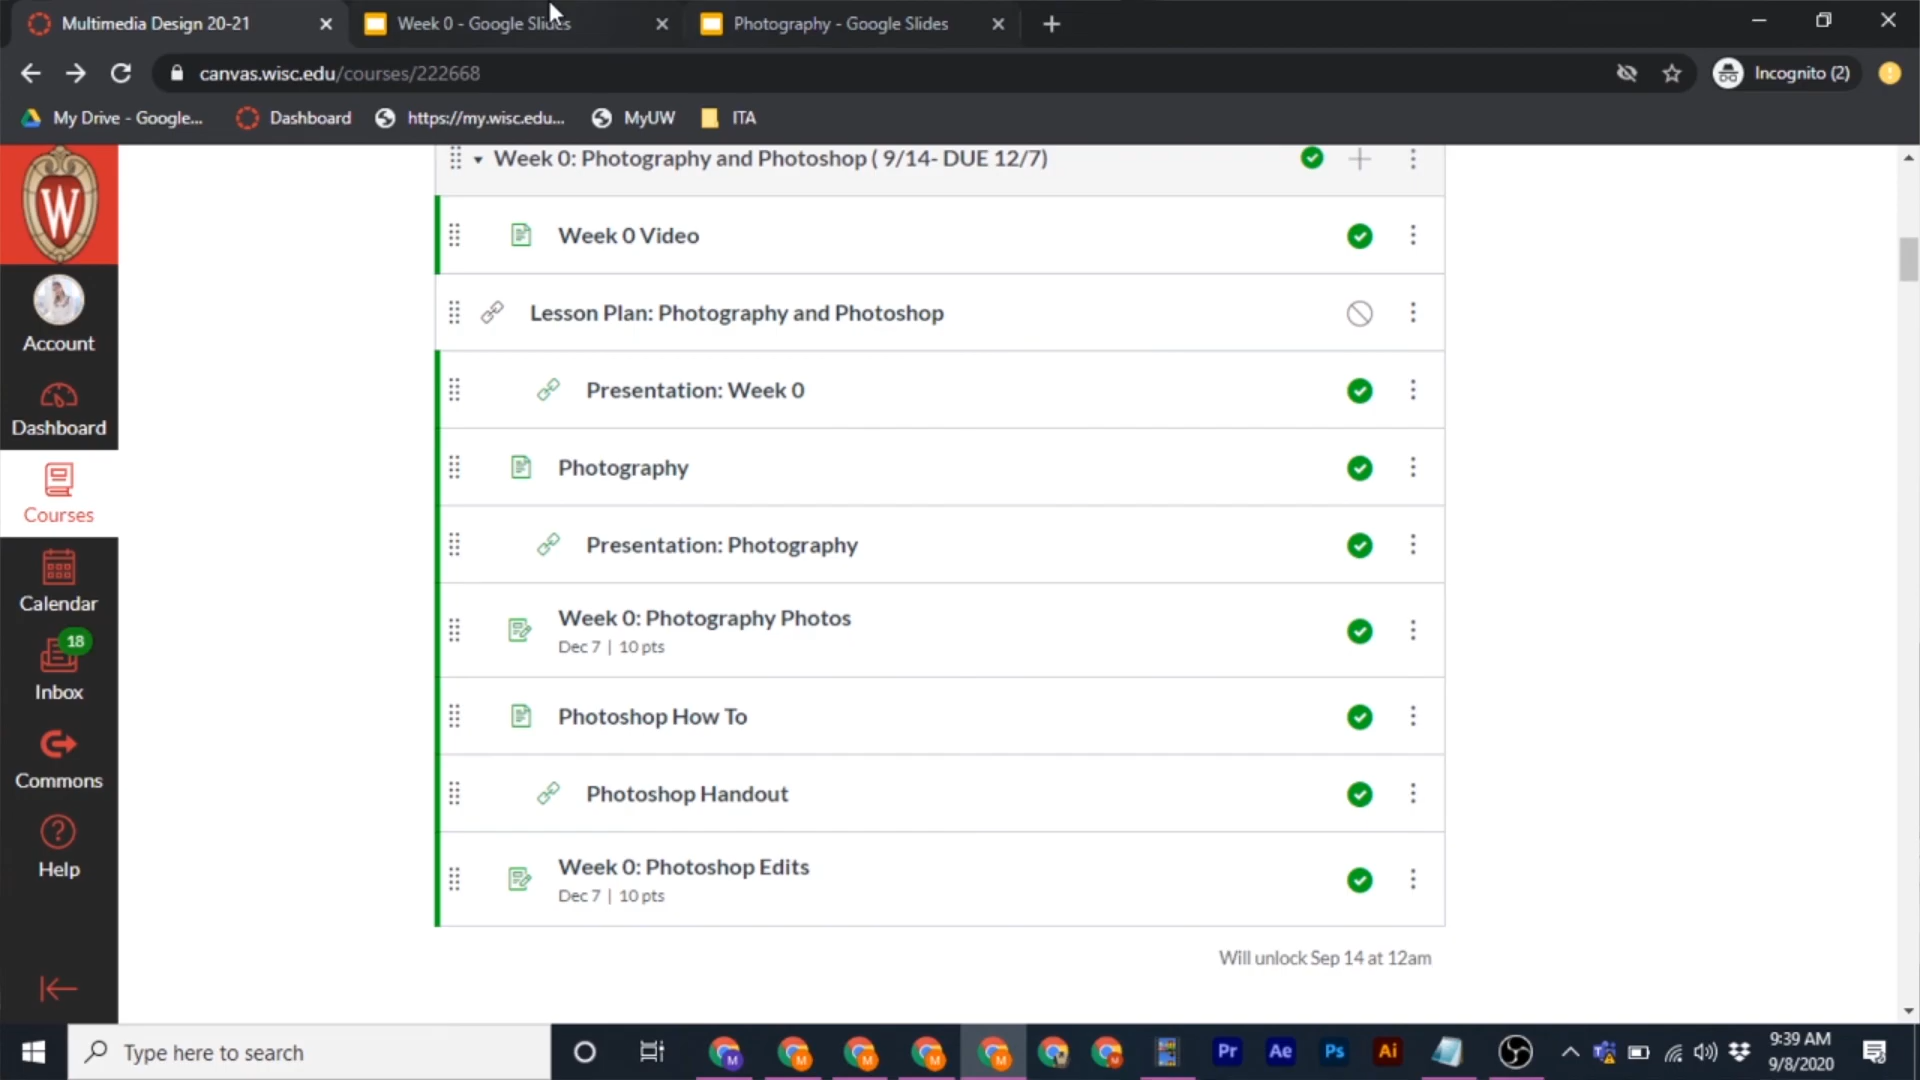 Multimedia Design 20-21
Week 0 - Google Slides
Photography - Google Slides
canvas.wisc.edu/courses/222668
Incognito (2)
My Drive - Google...
Dashboard
https://my.wisc.edu...
MyUW
ITA
W
Account
Dashboard
Courses
Calendar
18
Inbox
Commons
Help
Week 0: Photography and Photoshop ( 9/14- DUE 12/7)
Week 0 Video
Lesson Plan: Photography and Photoshop
Presentation: Week 0
Photography
Presentation: Photography
Week 0: Photography Photos
Dec 7 | 10 pts
Photoshop How To
Photoshop Handout
Week 0: Photoshop Edits
Dec 7 | 10 pts
Will unlock Sep 14 at 12am
Type here to search
M
M
M
M
M
Pr
Ae
Ps
Ai
9:39 AM
9/8/2020